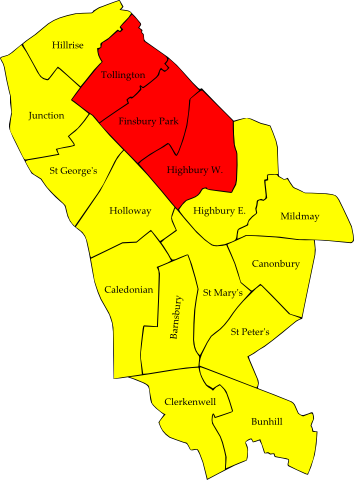 Hillrise
Tollington
Junction
Finsbury Park
St George's
Highbury W.
Holloway
Highbury E.
Mildmay
Canonbury
Caledonian
St Mary's
Barnsbury
St Peter's
Clerkenwell
Bunhill